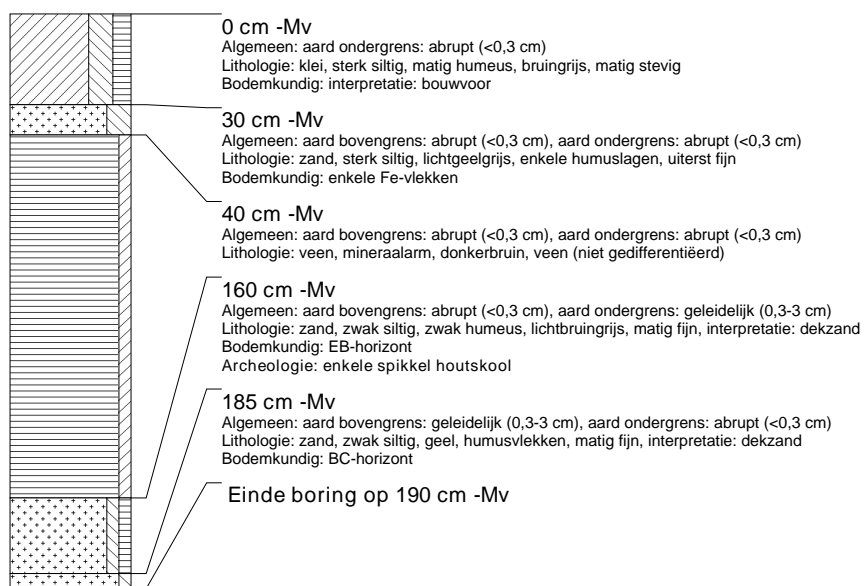 0 cm -Mv
Algemeen: aard ondergrens: abrupt (<0,3 cm)
Lithologie: klei, sterk siltig, matig humeus, bruingrijs, matig stevig
Bodemkundig: interpretatie: bouwvoor
30 cm -Mv
Algemeen: aard bovengrens: abrupt (<0,3 cm), aard ondergrens: abrupt (<0,3 cm)
Lithologie: zand, sterk siltig, lichtgeelgrijs, enkele humuslagen, uiterst fijn
Bodemkundig: enkele Fe-vlekken
40 cm -Mv
Algemeen: aard bovengrens: abrupt (<0,3 cm), aard ondergrens: abrupt (<0,3 cm)
Lithologie: veen, mineraalarm, donkerbruin, veen (niet gedifferentiëerd)
160 cm -Mv
Algemeen: aard bovengrens: abrupt (<0,3 cm), aard ondergrens: geleidelijk (0,3-3 cm)
Lithologie: zand, zwak siltig, zwak humeus, lichtbruingrijs, matig fijn, interpretatie: dekzand
Bodemkundig: EB-horizont
Archeologie: enkele spikkel houtskool
185 cm -Mv
Algemeen: aard bovengrens: geleidelijk (0,3-3 cm), aard ondergrens: abrupt (<0,3 cm)
Lithologie: zand, zwak siltig, geel, humusvlekken, matig fijn, interpretatie: dekzand
Bodemkundig: BC-horizont
Einde boring op 190 cm -Mv